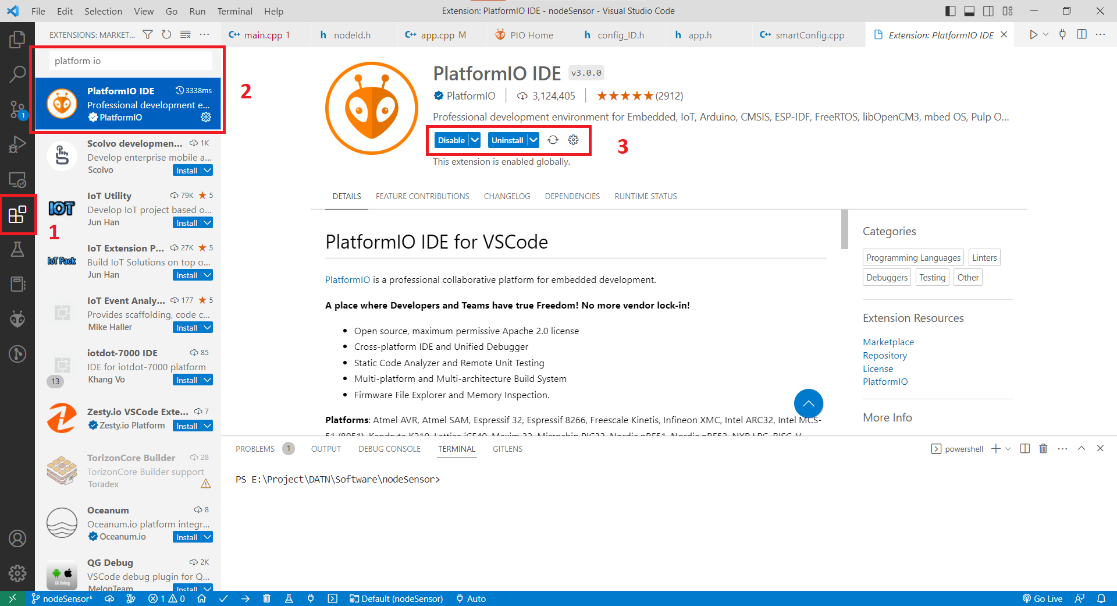 File Edit Selection View Go Run Terminal Help
Extension: PlatformIO IDE - nodeSensor - Visual Studio Code
EXTENSIONS: MARKET...
main.cpp 1
nodeId.h
app.cpp M
PIO Home
config_ID.h
app.h
smartConfig.cpp
Extension: PlatformIO IDE
platform io
2
PlatformIO IDE 3338ms
Professional development e...
PlatformIO
Scolvo developmen... 1K
Develop enterprise mobile a...
Scolvo Install
IOT
IoT Utility 79K 5
Develop IoT project based o...
Jun Han Install
1
IoT Pack
IoT Extension P... 27K 5
Build IoT Solutions on top o...
Jun Han Install
IoT Event Analy... 177 5
Provides scaffolding, code c...
Mike Haller Install
iotdot-7000 IDE 85
IDE for iotdot-7000 platform
13
Khang Vo Install
Zesty.io VSCode Exte... 7
Zesty.io Platform Install
TorizonCore Builder 28
TorizonCore Builder support
Toradex
Oceanum 8
Oceanum.io platform integr...
Oceanum.io Install
QG Debug 2K
VSCode debug plugin for Q...
MelonTeam Install
PlatformIO IDE v3.0.0
PlatformIO 3,124,405 (2912)
Professional development environment for Embedded, IoT, Arduino, CMSIS, ESP-IDF, FreeRTOS, libOpenCM3, mbed OS, Pulp O...
Disable Uninstall
3
This extension is enabled globally.
DETAILS FEATURE CONTRIBUTIONS CHANGELOG DEPENDENCIES RUNTIME STATUS
PlatformIO IDE for VSCode
PlatformIO is a professional collaborative platform for embedded development.
A place where Developers and Teams have true Freedom! No more vendor lock-in!
Open source, maximum permissive Apache 2.0 license
Cross-platform IDE and Unified Debugger
Static Code Analyzer and Remote Unit Testing
Multi-platform and Multi-architecture Build System
Firmware File Explorer and Memory Inspection.
Platforms: Atmel AVR, Atmel SAM, Espressif 32, Espressif 8266, Freescale Kinetis, Infineon XMC, Intel ARC32, Intel MCS-
Categories
Programming Languages Linters
Debuggers Testing Other
Extension Resources
Marketplace
Repository
License
PlatformIO
More Info
PROBLEMS 1 OUTPUT DEBUG CONSOLE TERMINAL GITLENS
powershell
PS E:\Project\DATN\Software\nodeSensor>
1
nodeSensor* 1 0 Default (nodeSensor) Auto Go Live